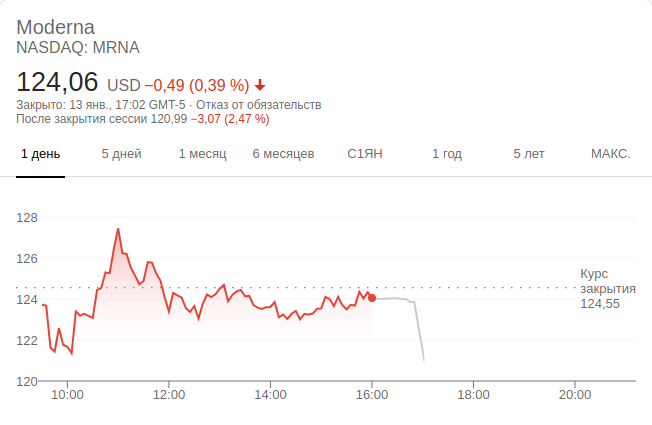 Moderna
NASDAQ: MRNA
124,06 USD −0,49 (0,39 %)
Закрыто: 13 янв., 17:02 GMT-5 · Отказ от обязательств
После закрытия сессии 120,99 −3,07 (2,47 %)
1 день 5 дней 1 месяц 6 месяцев С1ЯН 1 год 5 лет МАКС.
128
126
124
122
120
Курс
закрытия
124,55
10:00 12:00 14:00 16:00 18:00 20:00